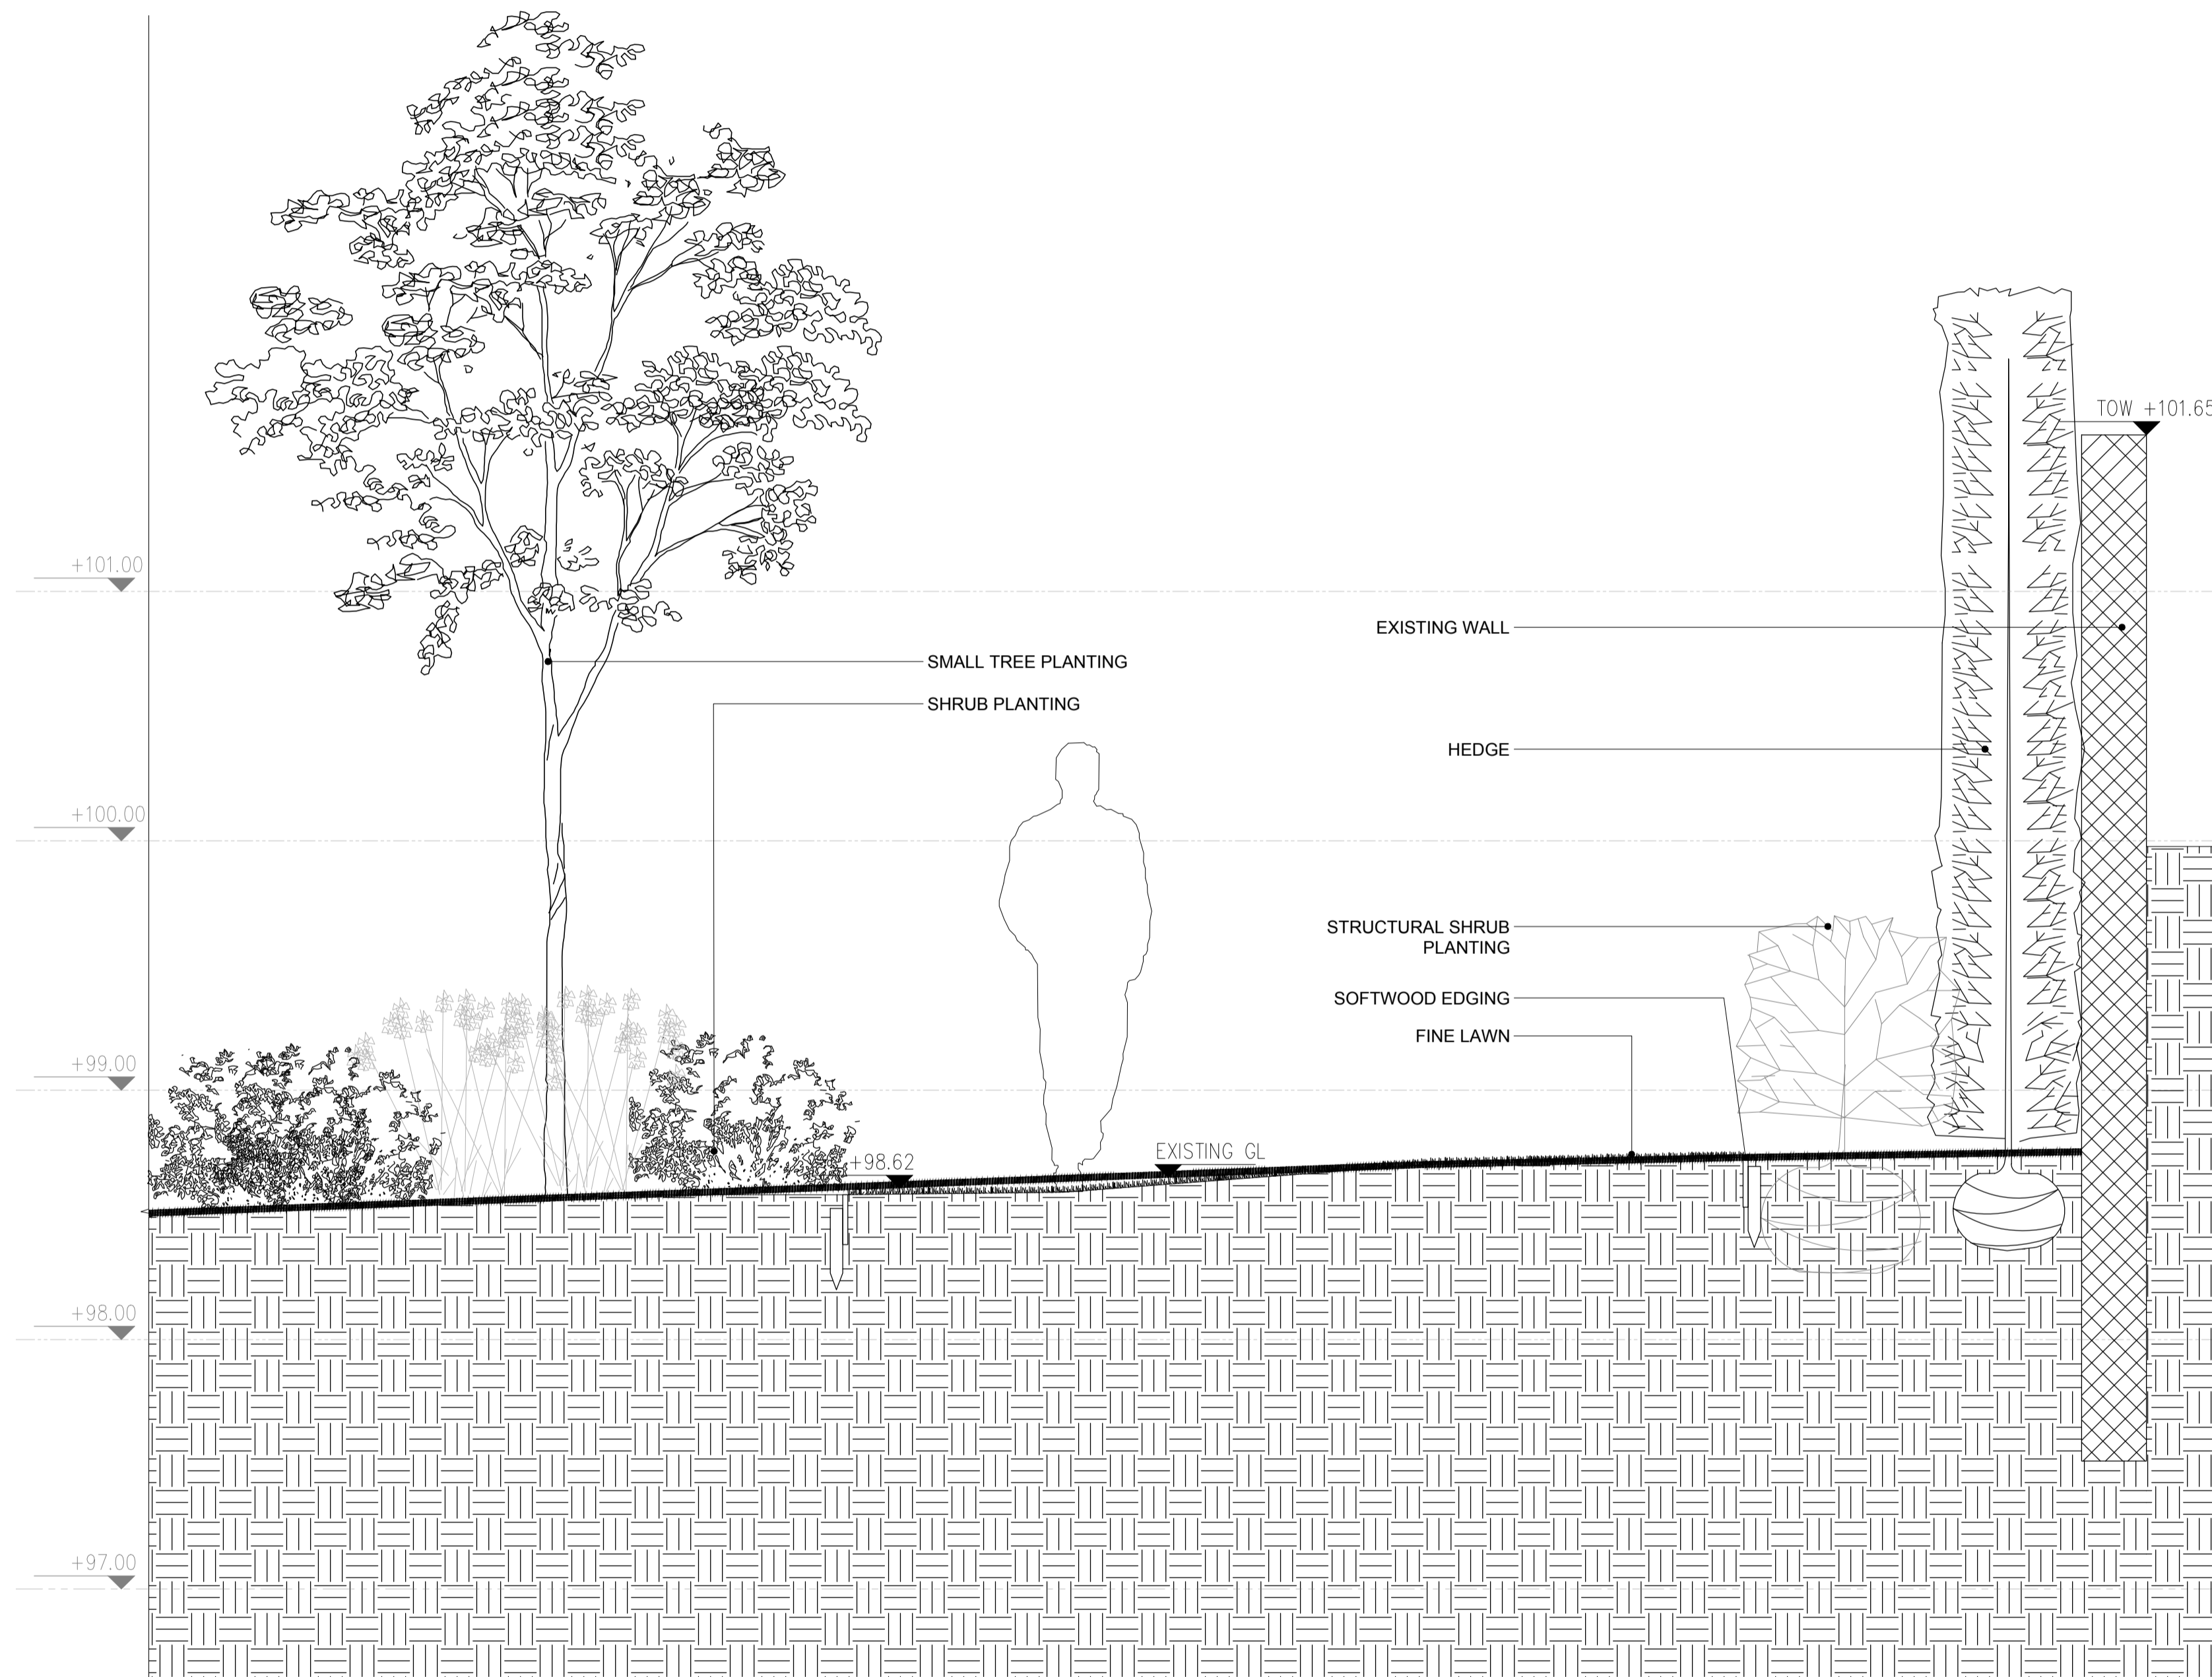 TOW +101.65
+101.00
EXISTING WALL
SMALL TREE PLANTING
SHRUB PLANTING
HEDGE
+100.00
STRUCTURAL SHRUB
PLANTING
SOFTWOOD EDGING
FINE LAWN
+99.00
EXISTING GL
+98.62
+98.00
+97.00